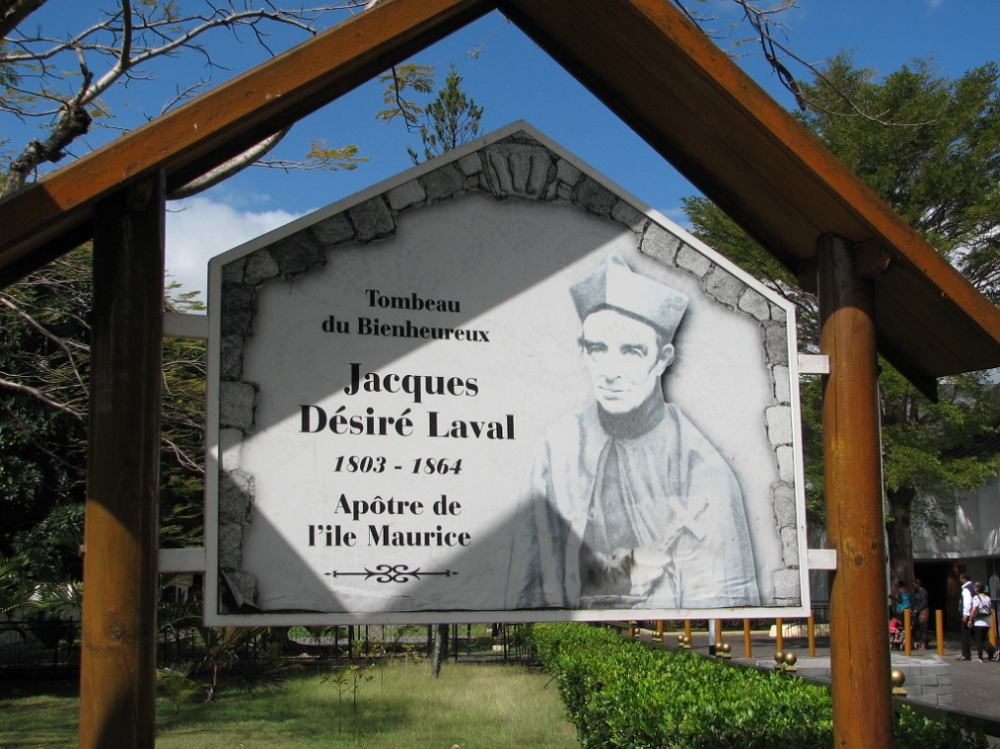 Tombeau
du Bienheureux
Jacques
Désiré Laval
1803 - 1864
Apôtre de
l'ile Maurice